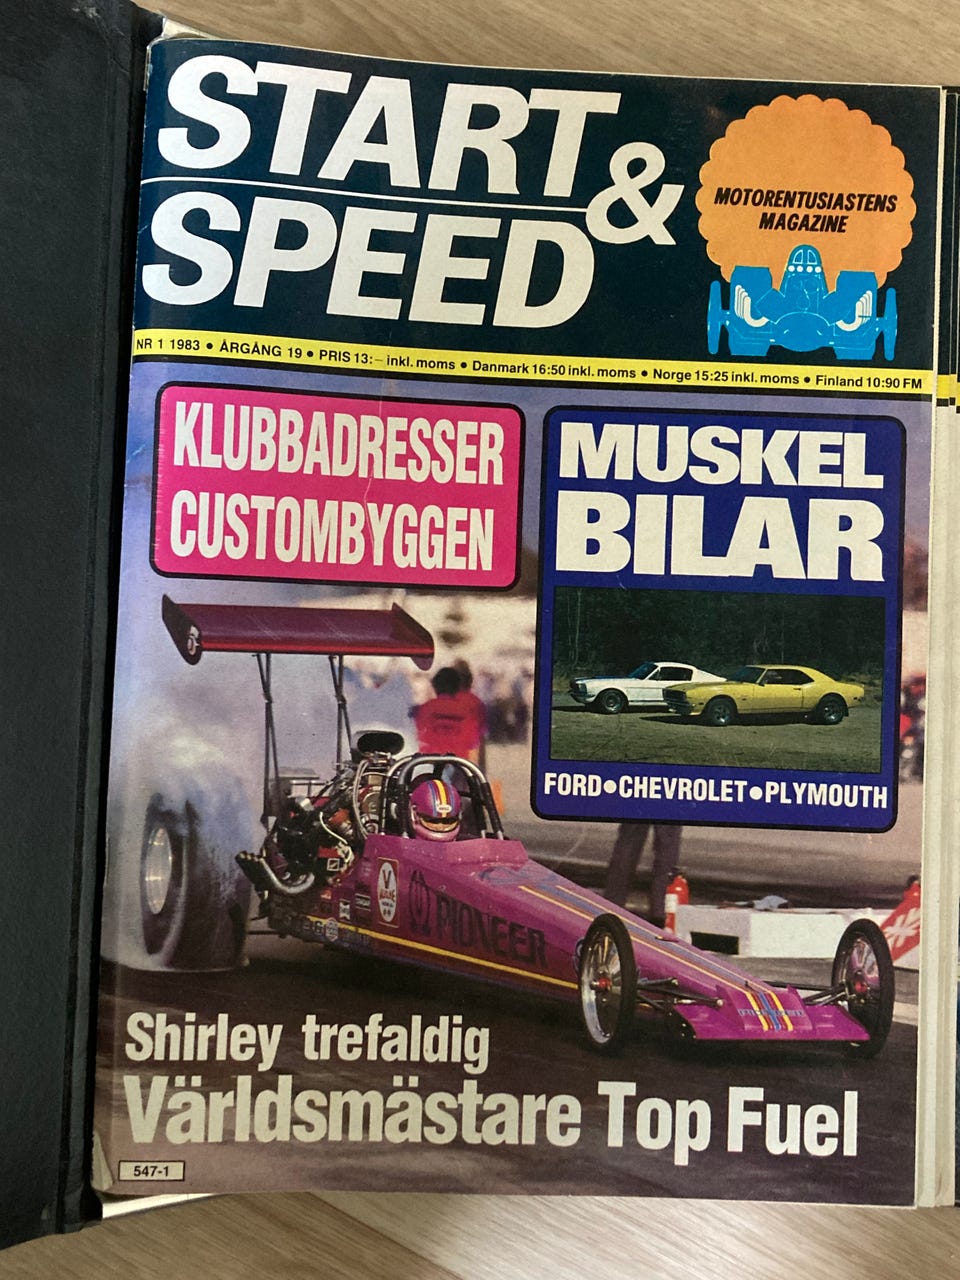 START &
SPEED
MOTORENTUSIASTENS
MAGAZINE
NR 1 1983 • ÅRGÅNG 19 • PRIS 13:– inkl. moms • Danmark 16:50 inkl. moms • Norge 15:25 inkl. moms • Finland 10:90 FM
KLUBBADRESSER
CUSTOMBYGGEN
MUSKEL
BILAR
FORD•CHEVROLET•PLYMOUTH
V
PIONEER
Shirley trefaldig
Världsmästare Top Fuel
547-1